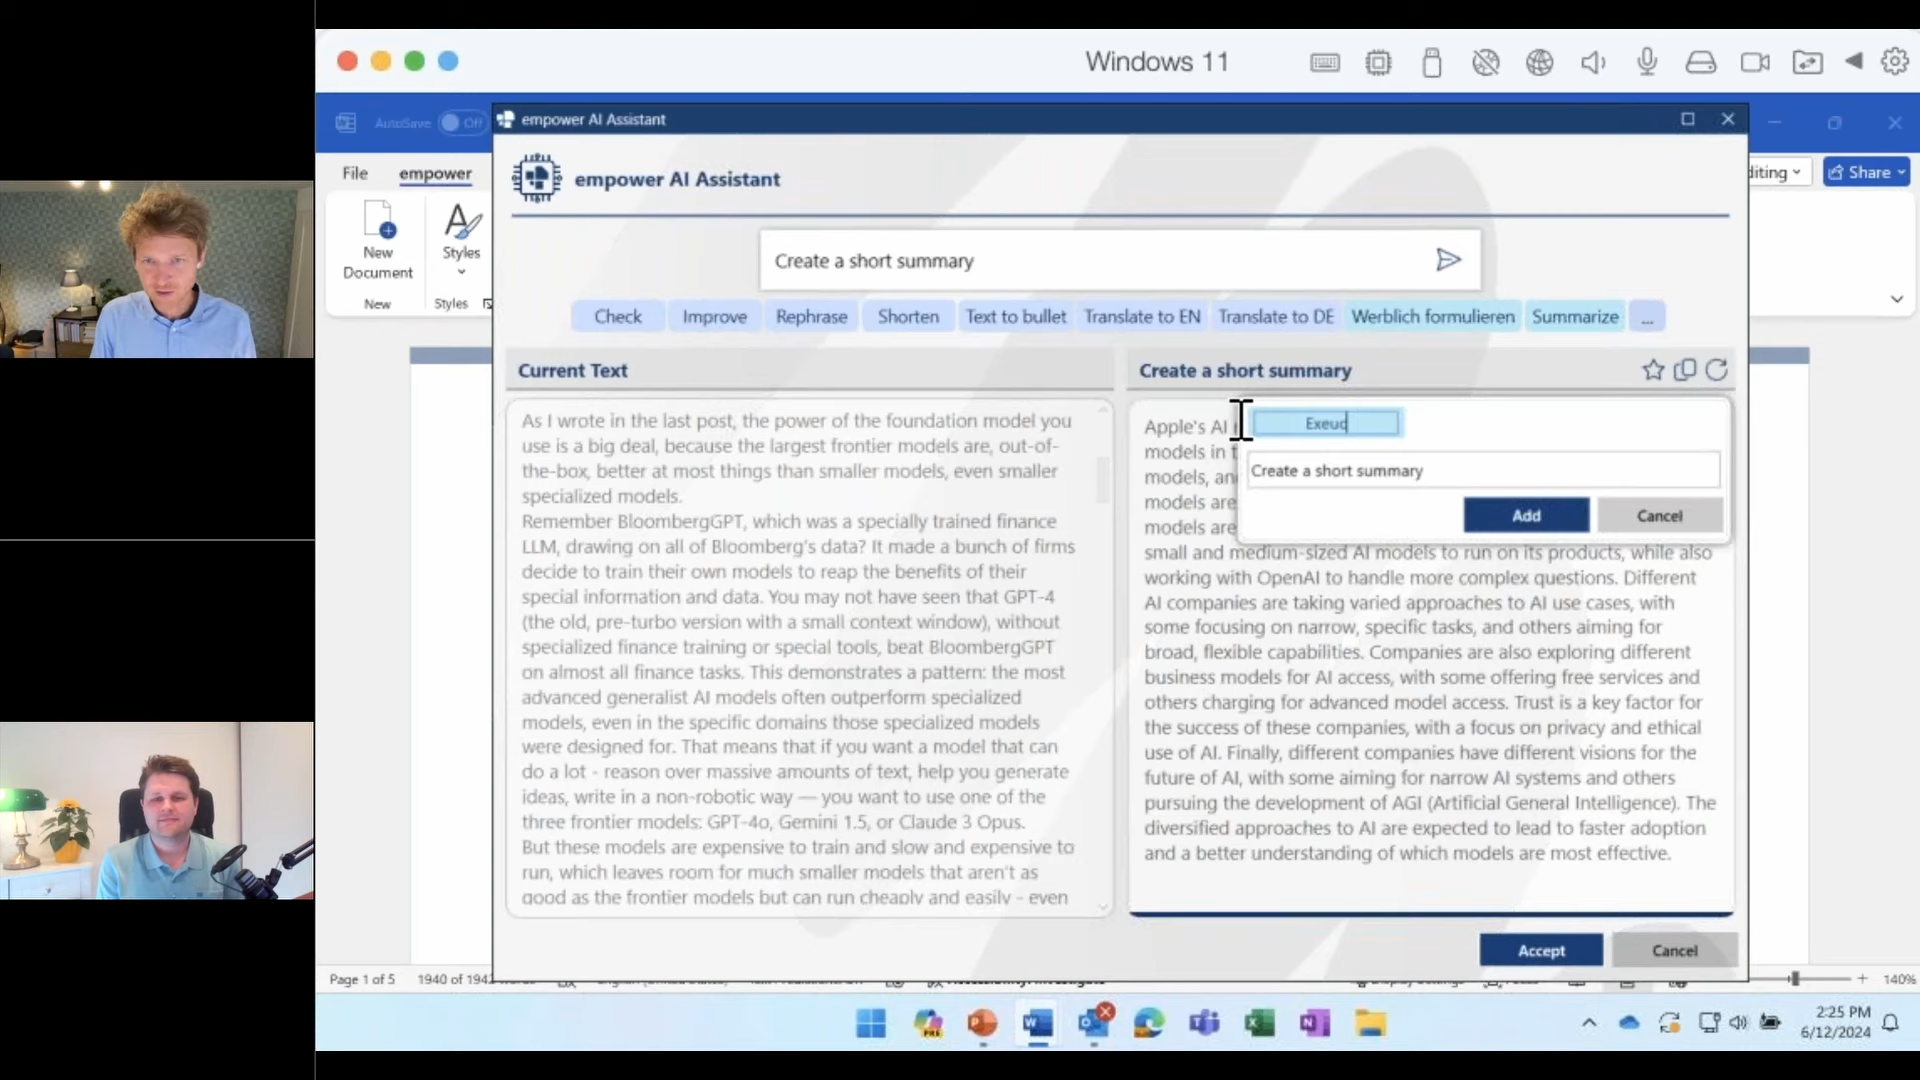 Windows 11
AutoSave Off
empower AI Assistant
File
empower
diting
Share
empower AI Assistant
New
Document
Styles
New
Styles
Create a short summary
Check
Improve
Rephrase
Shorten
Text to bullet
Translate to EN
Translate to DE
Werblich formulieren
Summarize
...
Current Text
As I wrote in the last post, the power of the foundation model you
use is a big deal, because the largest frontier models are, out-of-
the-box, better at most things than smaller models, even smaller
specialized models.
Remember BloombergGPT, which was a specially trained finance
LLM, drawing on all of Bloomberg's data? It made a bunch of firms
decide to train their own models to reap the benefits of their
special information and data. You may not have seen that GPT-4
(the old, pre-turbo version with a small context window), without
specialized finance training or special tools, beat BloombergGPT
on almost all finance tasks. This demonstrates a pattern: the most
advanced generalist AI models often outperform specialized
models, even in the specific domains those specialized models
were designed for. That means that if you want a model that can
do a lot - reason over massive amounts of text, help you generate
ideas, write in a non-robotic way — you want to use one of the
three frontier models: GPT-4o, Gemini 1.5, or Claude 3 Opus.
But these models are expensive to train and slow and expensive to
run, which leaves room for much smaller models that aren't as
good as the frontier models but can run cheaply and easily - even
Create a short summary
Exeuc
Create a short summary
Add
Cancel
Apple's AI
models in t
models, an
models are
models are
small and medium-sized AI models to run on its products, while also
working with OpenAI to handle more complex questions. Different
AI companies are taking varied approaches to AI use cases, with
some focusing on narrow, specific tasks, and others aiming for
broad, flexible capabilities. Companies are also exploring different
business models for AI access, with some offering free services and
others charging for advanced model access. Trust is a key factor for
the success of these companies, with a focus on privacy and ethical
use of AI. Finally, different companies have different visions for the
future of AI, with some aiming for narrow AI systems and others
pursuing the development of AGI (Artificial General Intelligence). The
diversified approaches to AI are expected to lead to faster adoption
and a better understanding of which models are most effective.
Accept
Cancel
Page 1 of 5
1940 of 1942
140%
2:25 PM
6/12/2024